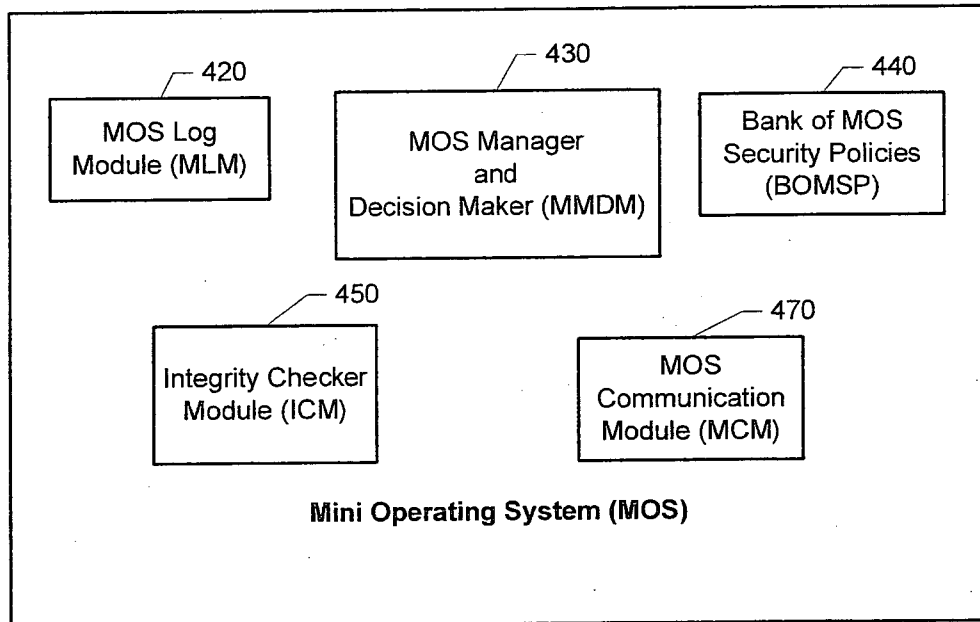 420
MOS Log
Module (MLM)
430
MOS Manager
and
Decision Maker (MMDM)
440
Bank of MOS
Security Policies
(BOMSP)
450
Integrity Checker
Module (ICM)
470
MOS
Communication
Module (MCM)
Mini Operating System (MOS)